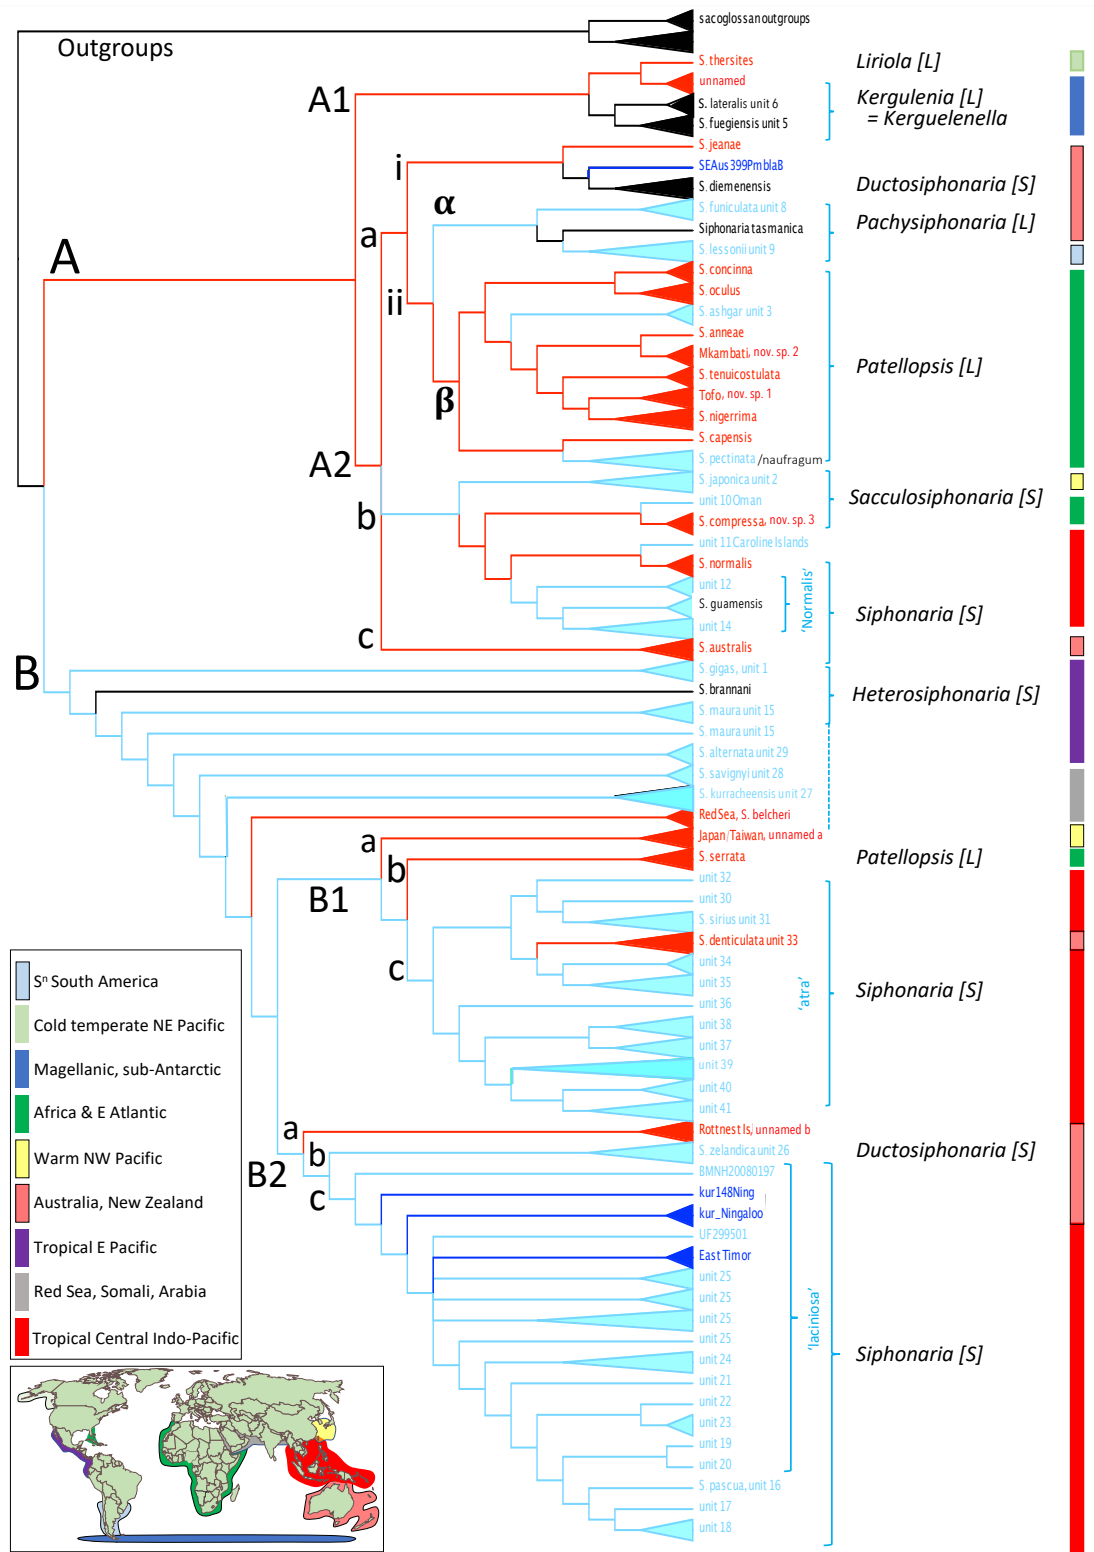 sacoglossan outgroups
Outgroups
S. thersites
Liriola [L]
unnamed
A1
S. lateralis unit 6
Kergulenia [L]
= Kerguelenella
S. fuegiensis unit 5
S. jeanae
i
SEAus399PmblaB
S. diemenensis
Ductosiphonaria [S]
α
S. funiculata unit 8
Pachysiphonaria [L]
Siphonaria tasmanica
a
S. lessonii unit 9
A
S. concinna
S. oculus
ii
S. ashgar unit 3
S. anneae
Mkambati, nov. sp. 2
Patellopsis [L]
S. tenuicostulata
Tofo, nov. sp. 1
β
S. nigerrima
S. capensis
A2
S. pectinata /naufragum
S. japonica unit 2
Sacculosiphonaria [S]
unit 10 Oman
b
S. compressa, nov. sp. 3
unit 11 Caroline Islands
S. normalis
unit 12
'Normalis'
S. guamensis
Siphonaria [S]
unit 14
c
S. australis
B
S. gigas, unit 1
S. brannani
Heterosiphonaria [S]
S. maura unit 15
S. maura unit 15
S. alternata unit 29
S. savignyi unit 28
S. kurracheensis unit 27
Red Sea, S. belcheri
a
Japan/Taiwan, unnamed a
b
S. serrata
Patellopsis [L]
B1
unit 32
unit 30
S. sirius unit 31
S. denticulata unit 33
c
unit 34
unit 35
'atra'
Siphonaria [S]
unit 36
unit 38
unit 37
unit 39
unit 40
unit 41
a
Rottnest Is, unnamed b
b
S. zelandica unit 26
Ductosiphonaria [S]
B2
BMNH20080197
c
kur148Ning
kur_Ningaloo
UF299501
East Timor
unit 25
unit 25
unit 25
'laciniosa'
unit 25
unit 24
Siphonaria [S]
unit 21
unit 22
unit 23
unit 19
unit 20
S. pascua, unit 16
unit 17
unit 18
Sⁿ South America
Cold temperate NE Pacific
Magellanic, sub-Antarctic
Africa & E Atlantic
Warm NW Pacific
Australia, New Zealand
Tropical E Pacific
Red Sea, Somali, Arabia
Tropical Central Indo-Pacific